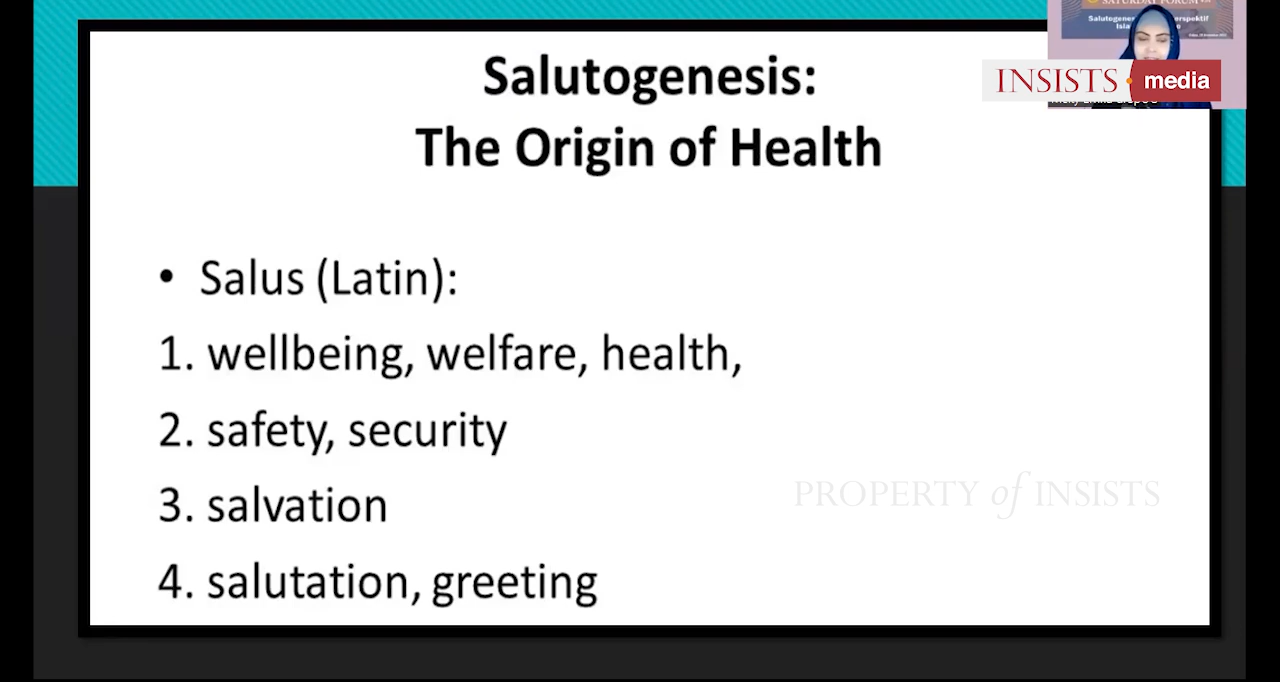 SATURDAY FORUM
Salutogenesis:
The Origin of Health
INSISTS media
• Salus (Latin):
1. wellbeing, welfare, health,
2. safety, security
3. salvation
4. salutation, greeting
PROPERTY of INSISTS